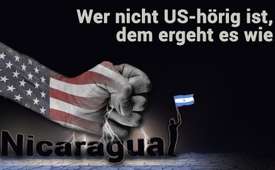 Wer nicht US-hörig ist,
dem ergeht es wie
Nicaragua